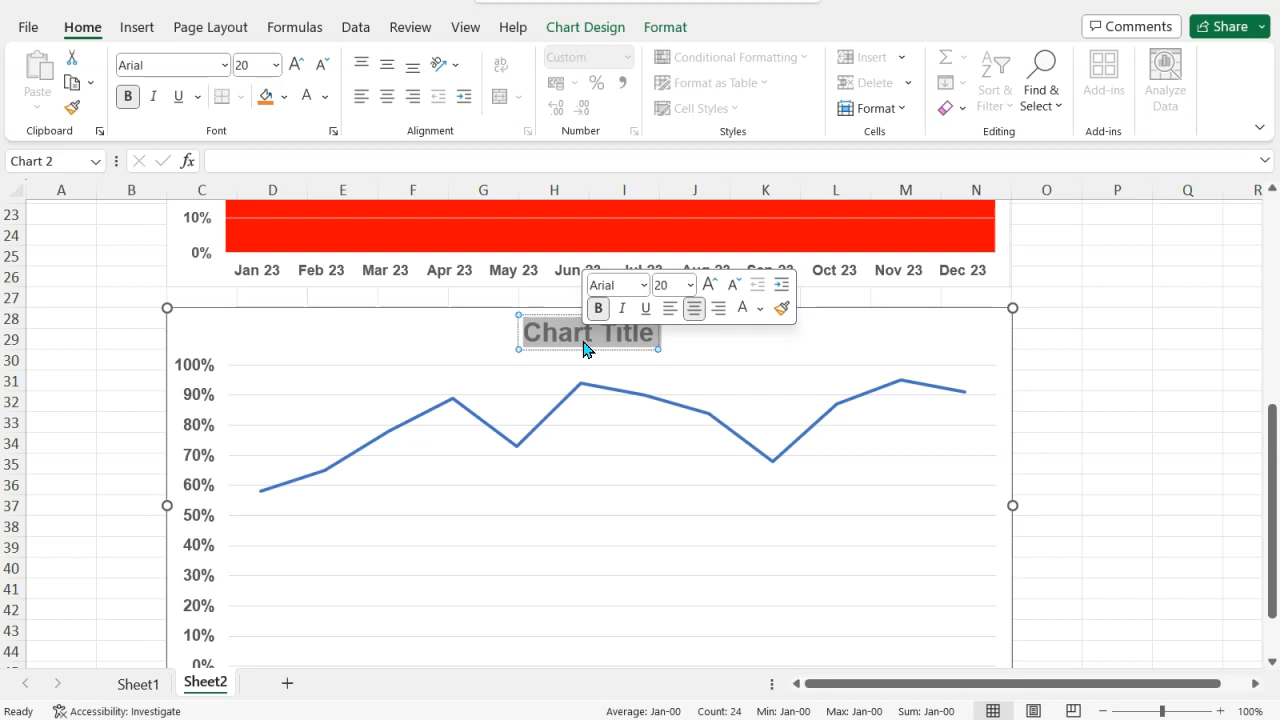 File Home Insert Page Layout Formulas Data Review View Help Chart Design Format Comments Share
Paste Arial 20 Custom Conditional Formatting Insert Sort & Filter Find & Select Add-ins Analyze Data
B I U A % Format as Table Delete
Cell Styles Format
Clipboard Font Alignment Number Styles Cells Editing Add-ins
Chart 2 fx
A B C D E F G H I J K L M N O P Q R
23 10%
24
25 0%
26 Jan 23 Feb 23 Mar 23 Apr 23 May 23 Oct 23 Nov 23 Dec 23
Arial 20
27
B I U A
28
29 Chart Title
30
31 100%
32 90%
33 80%
34
35 70%
36 60%
37 50%
38
39 40%
40 30%
41
42 20%
43 10%
44 0%
Sheet1 Sheet2
Ready Accessibility: Investigate Average: Jan-00 Count: 24 Min: Jan-00 Max: Jan-00 Sum: Jan-00 100%